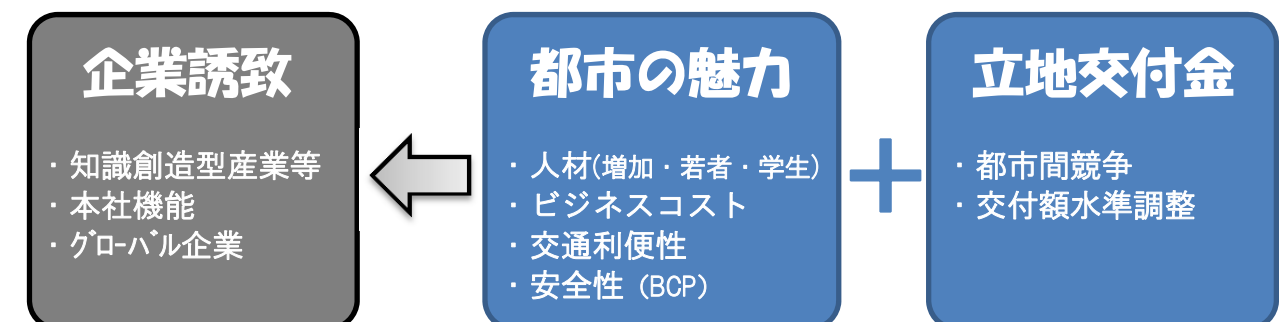 企業誘致
・知識創造型産業等
・本社機能
・グローバル企業
都市の魅力
・人材(増加・若者・学生)
・ビジネスコスト
・交通利便性
・安全性（BCP）
立地交付金
・都市間競争
・交付額水準調整